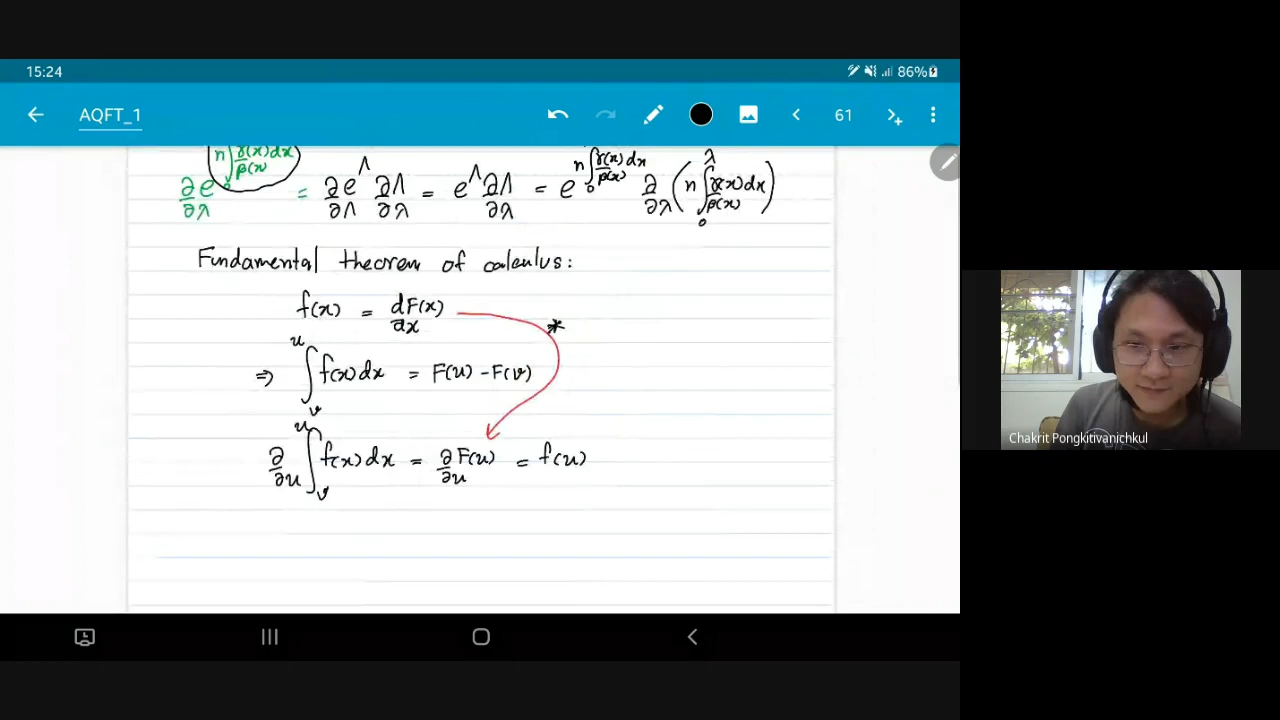 15:24 86%
AQFT_1 61
∂/∂λ e^{n∫₀ γ(x)/β(x) dx} = ∂e^Λ/∂Λ ∂Λ/∂λ = e^Λ ∂Λ/∂λ = e^{n∫₀ γ(x)/β(x) dx} ∂/∂λ (n∫₀^λ γ(x)/β(x) dx)
Fundamental theorem of calculus:
f(x) = dF(x)/dx
*
⇒ ∫_v^u f(x)dx = F(u) - F(v)
∂/∂u ∫_v^u f(x)dx = ∂F(u)/∂u = f(u)
Chakrit Pongkitivanichkul